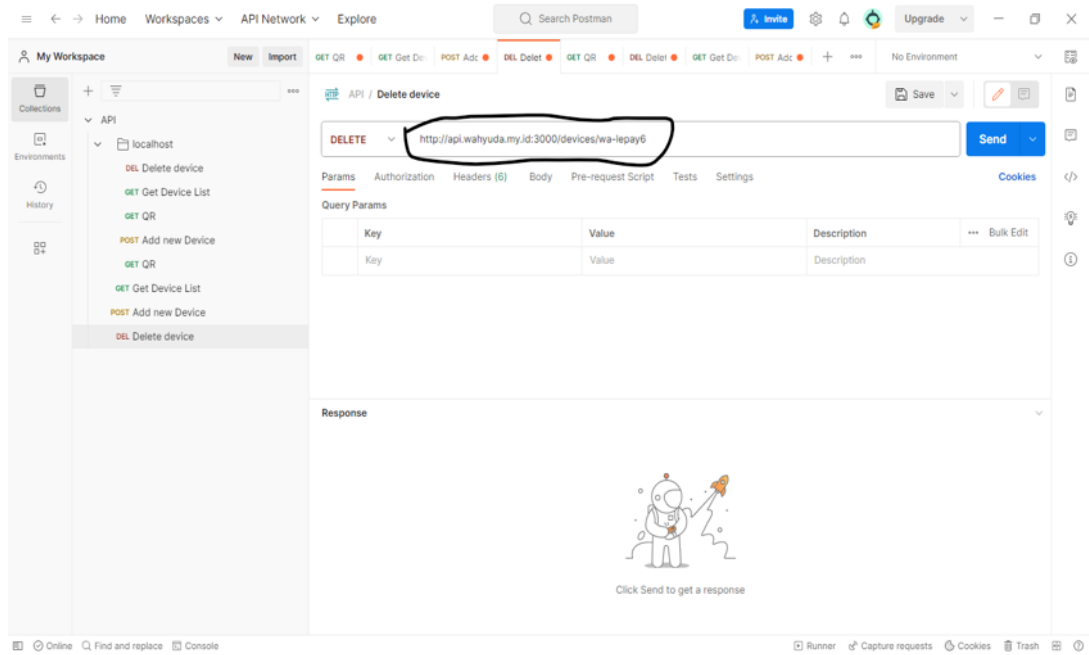 Home Workspaces API Network Explore Search Postman Invite Upgrade
My Workspace New Import GET QR GET Get De POST Adc DEL Delet GET QR DEL Delet GET Get De POST Adc No Environment
Collections
Environments
History
API
localhost
DEL Delete device
GET Get Device List
GET QR
POST Add new Device
GET QR
GET Get Device List
POST Add new Device
DEL Delete device
HTTP API / Delete device Save
DELETE http://api.wahyuda.my.id:3000/devices/wa-lepay6 Send
Params Authorization Headers (6) Body Pre-request Script Tests Settings Cookies
Query Params
Key Value Description Bulk Edit
Key Value Description
Response
Click Send to get a response
Online Find and replace Console Runner Capture requests Cookies Trash